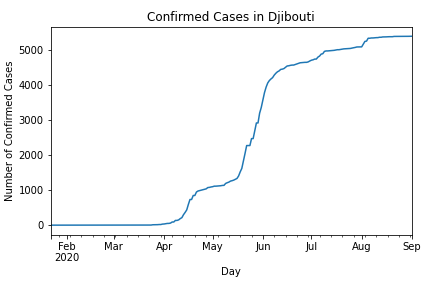 Confirmed Cases in Djibouti
Number of Confirmed Cases
5000
4000
3000
2000
1000
0
Feb Mar Apr May Jun Jul Aug Sep
2020
Day